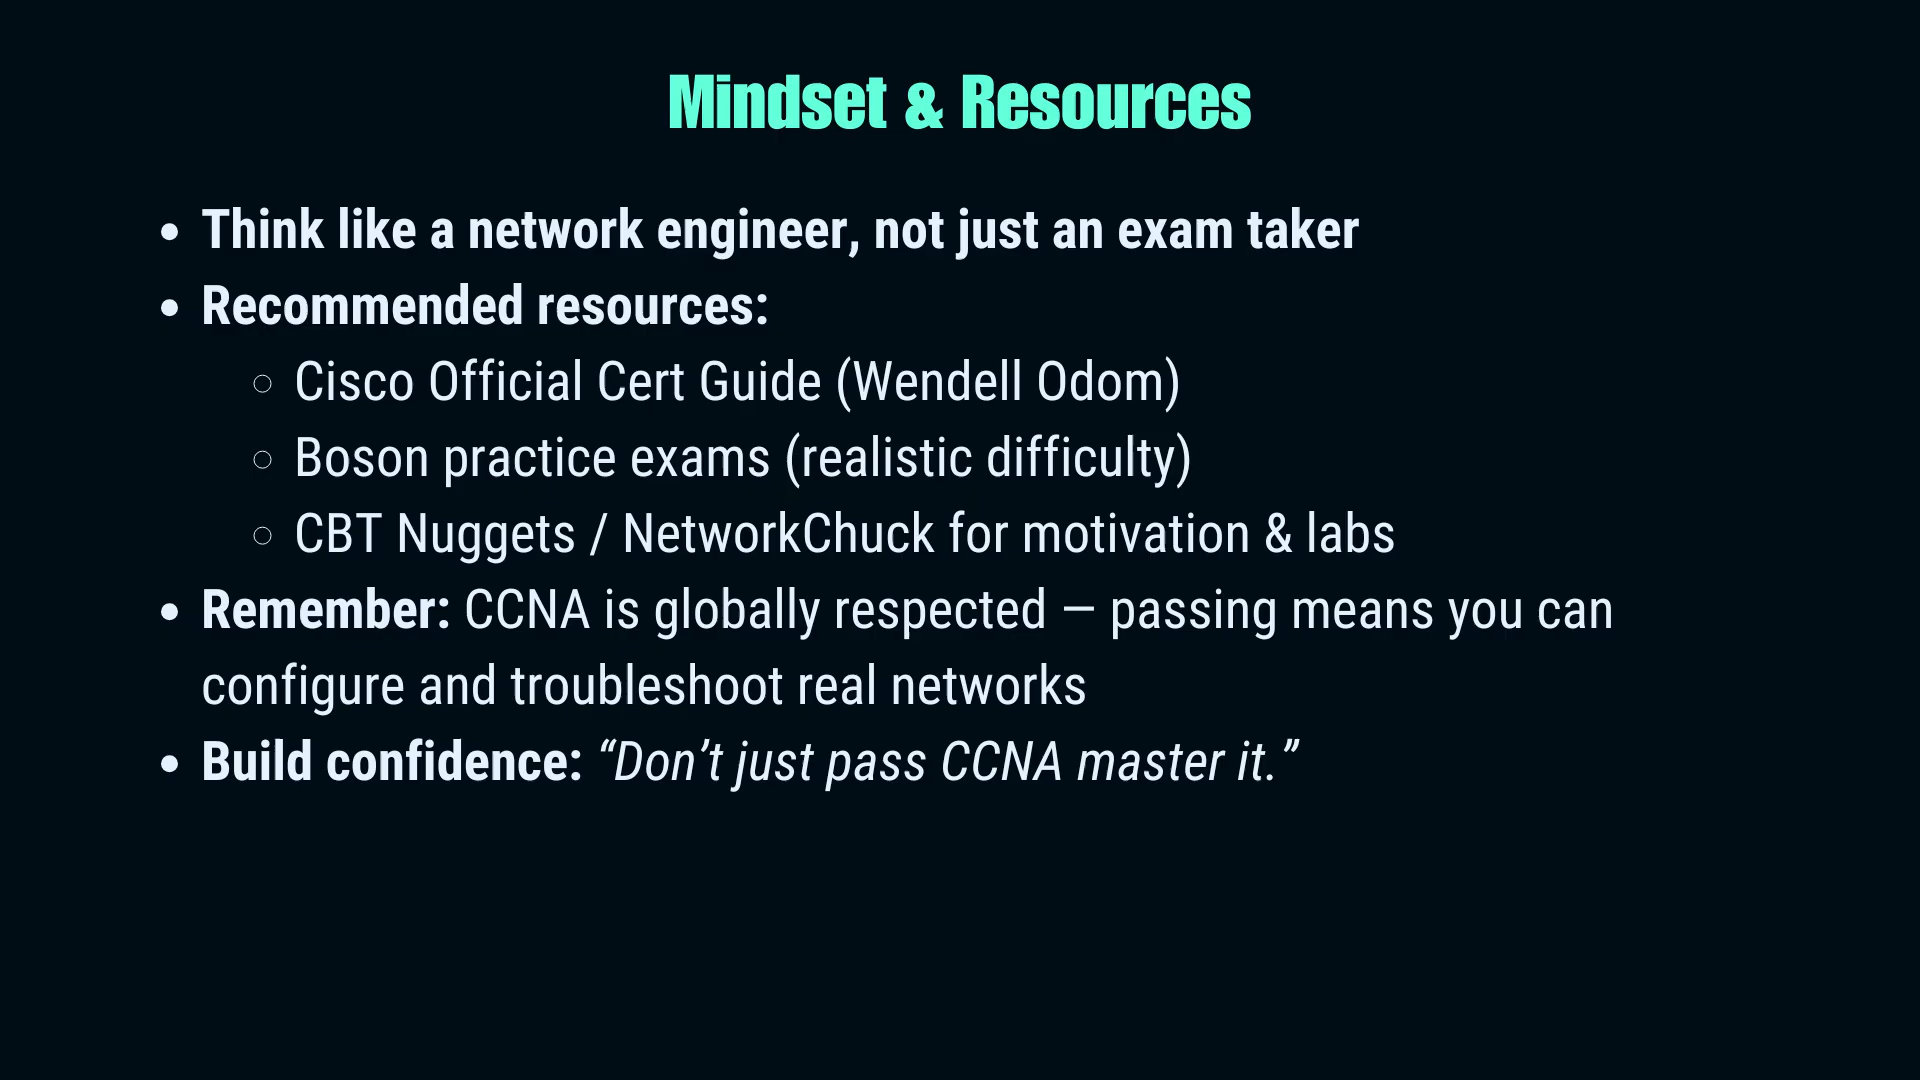 Mindset & Resources
• Think like a network engineer, not just an exam taker
• Recommended resources:
○ Cisco Official Cert Guide (Wendell Odom)
○ Boson practice exams (realistic difficulty)
○ CBT Nuggets / NetworkChuck for motivation & labs
• Remember: CCNA is globally respected — passing means you can
configure and troubleshoot real networks
• Build confidence: “Don’t just pass CCNA master it.”